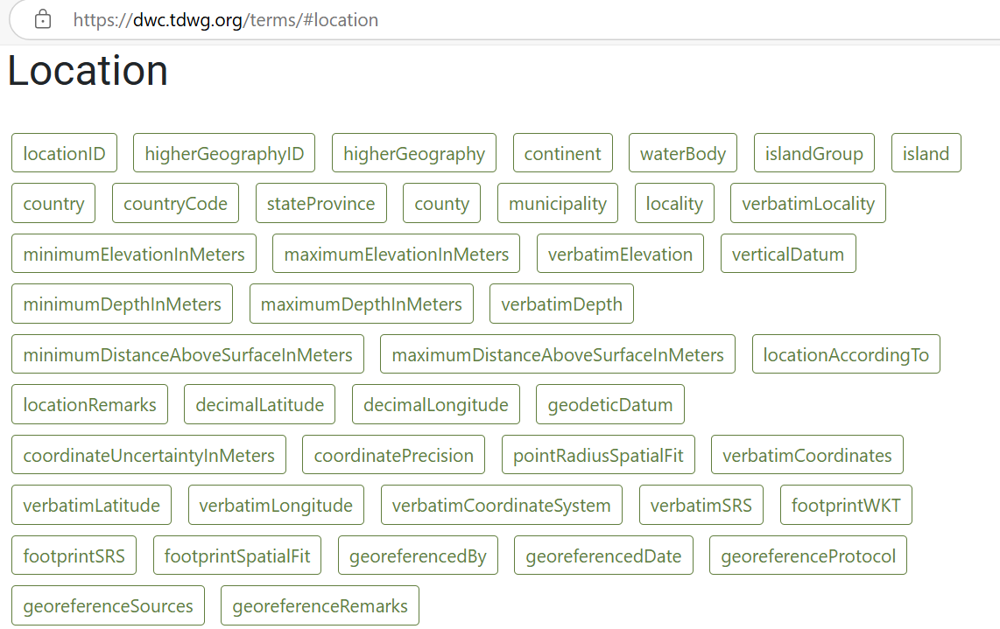 https://dwc.tdwg.org/terms/#location
Location
locationID higherGeographyID higherGeography continent waterBody islandGroup island
country countryCode stateProvince county municipality locality verbatimLocality
minimumElevationInMeters maximumElevationInMeters verbatimElevation verticalDatum
minimumDepthInMeters maximumDepthInMeters verbatimDepth
minimumDistanceAboveSurfaceInMeters maximumDistanceAboveSurfaceInMeters locationAccordingTo
locationRemarks decimalLatitude decimalLongitude geodeticDatum
coordinateUncertaintyInMeters coordinatePrecision pointRadiusSpatialFit verbatimCoordinates
verbatimLatitude verbatimLongitude verbatimCoordinateSystem verbatimSRS footprintWKT
footprintSRS footprintSpatialFit georeferencedBy georeferencedDate georeferenceProtocol
georeferenceSources georeferenceRemarks